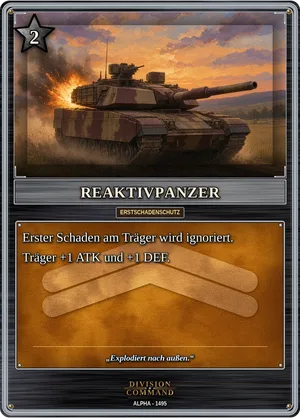 2
REAKTIVPANZER
ERSTSCHADENSCHUTZ
Erster Schaden am Träger wird ignoriert.
Träger +1 ATK und +1 DEF.
„Explodiert nach außen.“
DIVISION
COMMAND
ALPHA - 1495